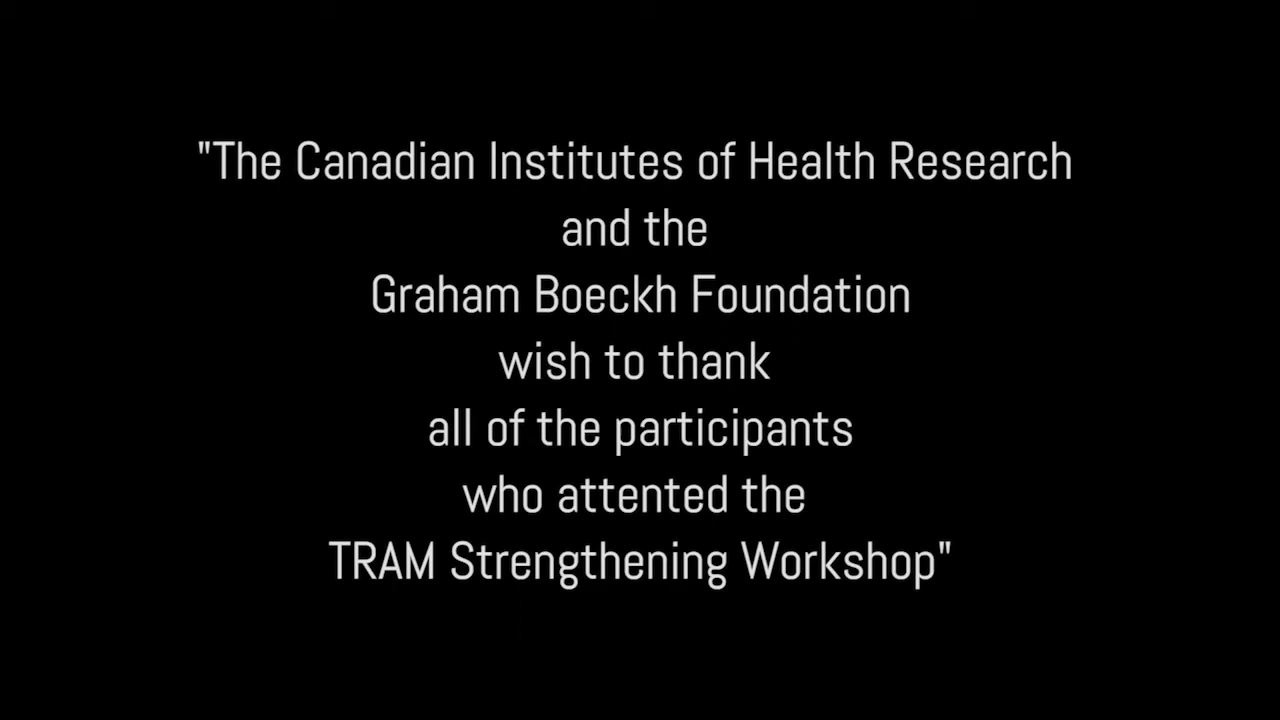 "The Canadian Institutes of Health Research
and the
Graham Boeckh Foundation
wish to thank
all of the participants
who attented the
TRAM Strengthening Workshop"